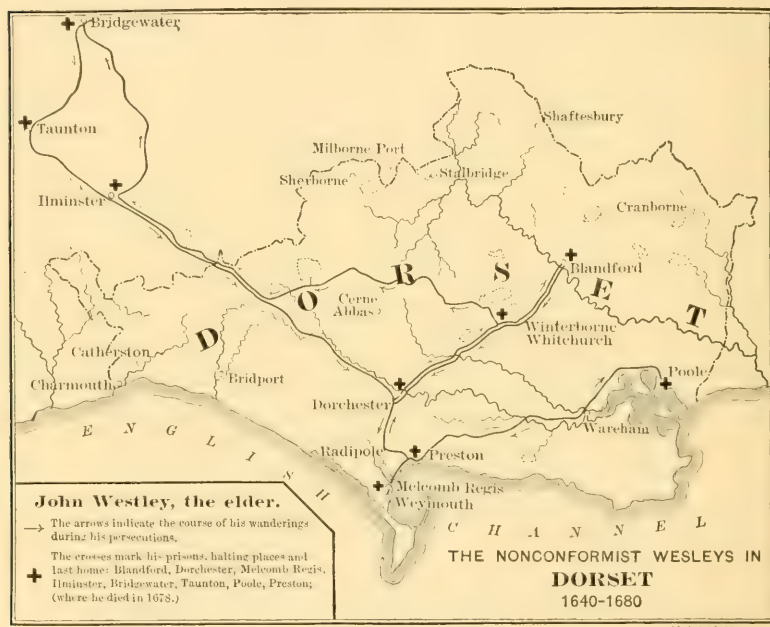 Bridgewater
Taunton
Ilminster
Shaftesbury
Milborne Port
Sherborne
Stalbridge
Cranborne
Blandford
DORSET
Cerne
Abbas
Winterborne
Whitchurch
Catherston
Charmouth
Bridport
Dorchester
Poole
Wareham
Radipole
Preston
Melcomb Regis
Weymouth
ENGLISH CHANNEL
John Westley, the elder.
The arrows indicate the course of his wanderings
during his persecutions.
The crosses mark his prisons, halting places and
last home: Blandford, Dorchester, Melcomb Regis,
Ilminster, Bridgewater, Taunton, Poole, Preston;
(where he died in 1678.)
THE NONCONFORMIST WESLEYS IN
DORSET
1640-1680